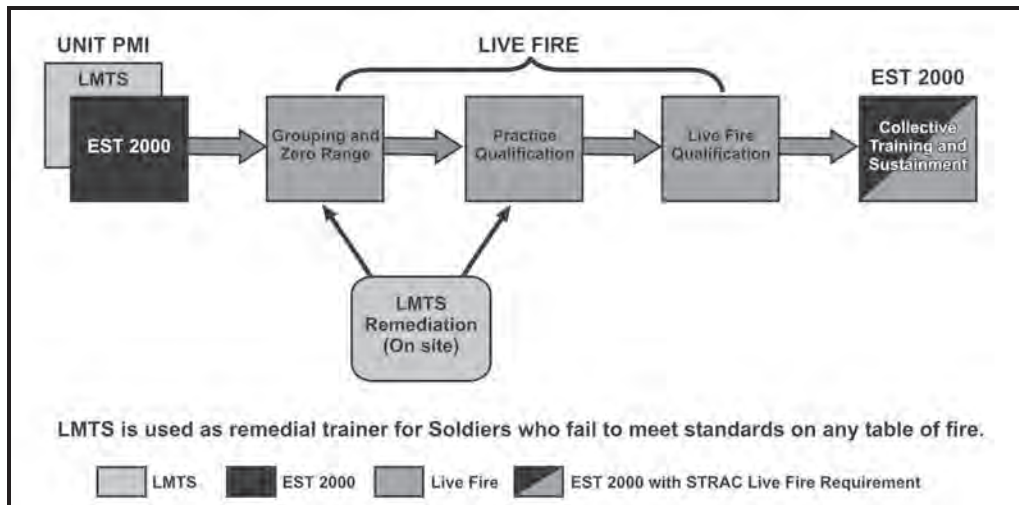 UNIT PMI
LMTS
EST 2000
LIVE FIRE
Grouping and
Zero Range
Practice
Qualification
Live Fire
Qualification
EST 2000
Collective
Training and
Sustainment
LMTS
Remediation
(On site)
LMTS is used as remedial trainer for Soldiers who fail to meet standards on any table of fire.
LMTS
EST 2000
Live Fire
EST 2000 with STRAC Live Fire Requirement